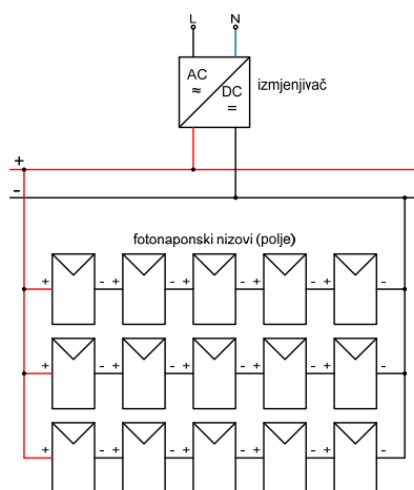 L N
AC
≈
DC
=
izmjenjivač
+
-
fotonaponski nizovi (polje)
+ - + - + - + - + -
+ - + - + - + - + -
+ - + - + - + - + -